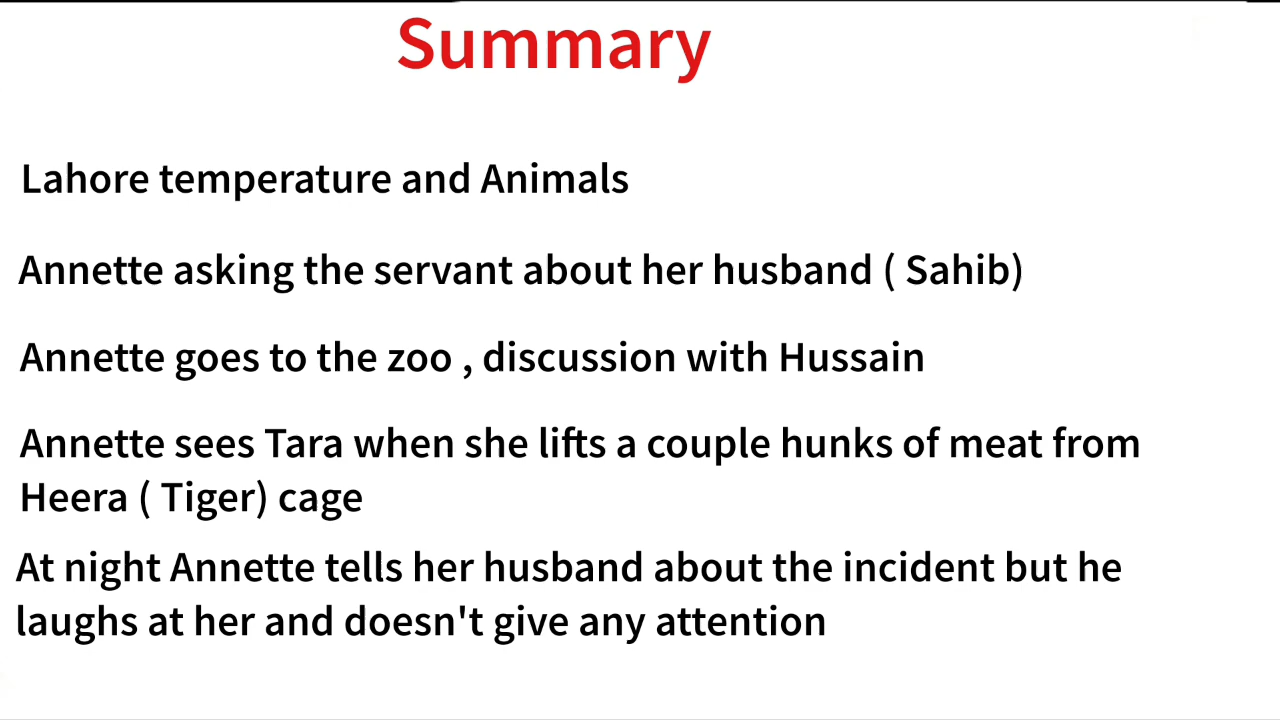 Summary
Lahore temperature and Animals
Annette asking the servant about her husband ( Sahib)
Annette goes to the zoo , discussion with Hussain
Annette sees Tara when she lifts a couple hunks of meat from
Heera ( Tiger) cage
At night Annette tells her husband about the incident but he
laughs at her and doesn't give any attention